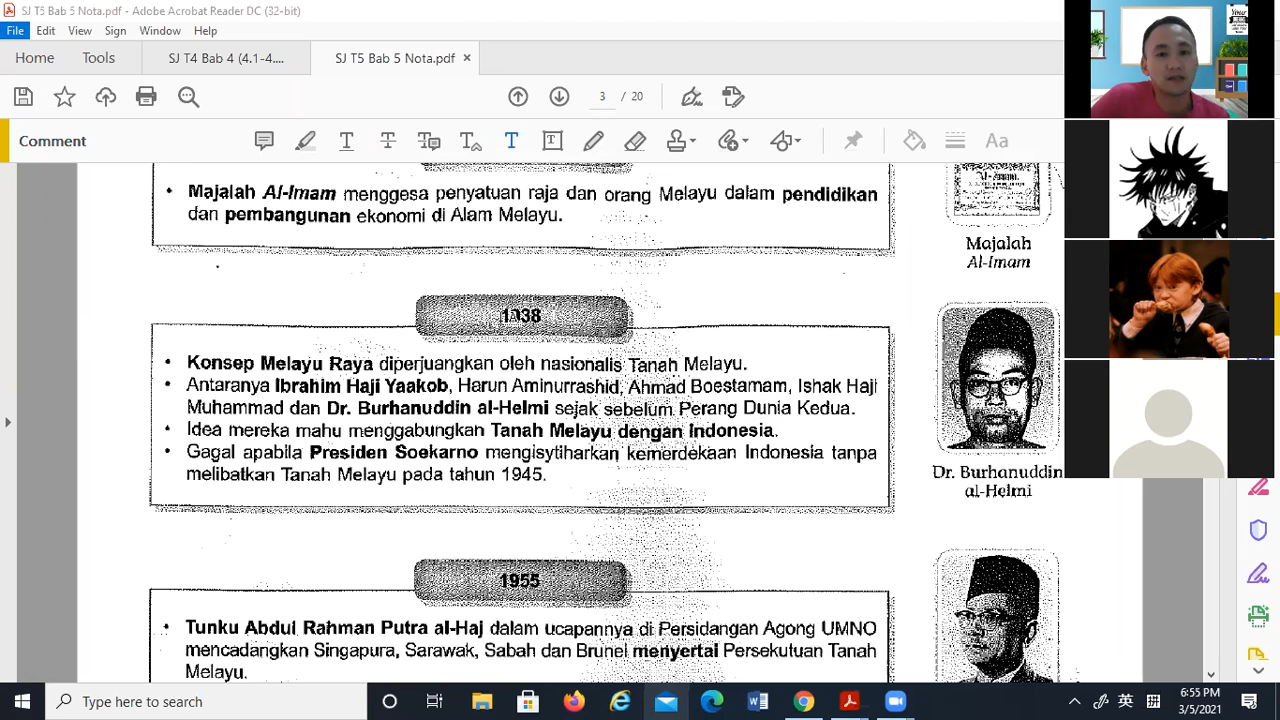 SJ T5 Bab 5 Nota.pdf - Adobe Acrobat Reader DC (32-bit)
File Edit View Sign Window Help
Home Tools SJ T4 Bab 4 (4.1-4.... SJ T5 Bab 5 Nota.pdf ×
3 / 20
Comment
T T T T T T Aa
• Majalah Al-Imam menggesa penyatuan raja dan orang Melayu dalam pendidikan
dan pembangunan ekonomi di Alam Melayu.
Al-Imam
Majalah
Al-Imam
1938
• Konsep Melayu Raya diperjuangkan oleh nasionalis Tanah Melayu.
• Antaranya Ibrahim Haji Yaakob, Harun Aminurrashid, Ahmad Boestamam, Ishak Haji
Muhammad dan Dr. Burhanuddin al-Helmi sejak sebelum Perang Dunia Kedua.
• Idea mereka mahu menggabungkan Tanah Melayu dengan Indonesia.
• Gagal apabila Presiden Soekarno mengisytiharkan kemerdekaan Indonesia tanpa
melibatkan Tanah Melayu pada tahun 1945.
Dr. Burhanuddin
al-Helmi
1955
• Tunku Abdul Rahman Putra al-Haj dalam ucapannya di Persidangan Agong UMNO
mencadangkan Singapura, Sarawak, Sabah dan Brunei menyertai Persekutuan Tanah
Melayu.
Your
Type here to search
英 拼 6:55 PM
3/5/2021